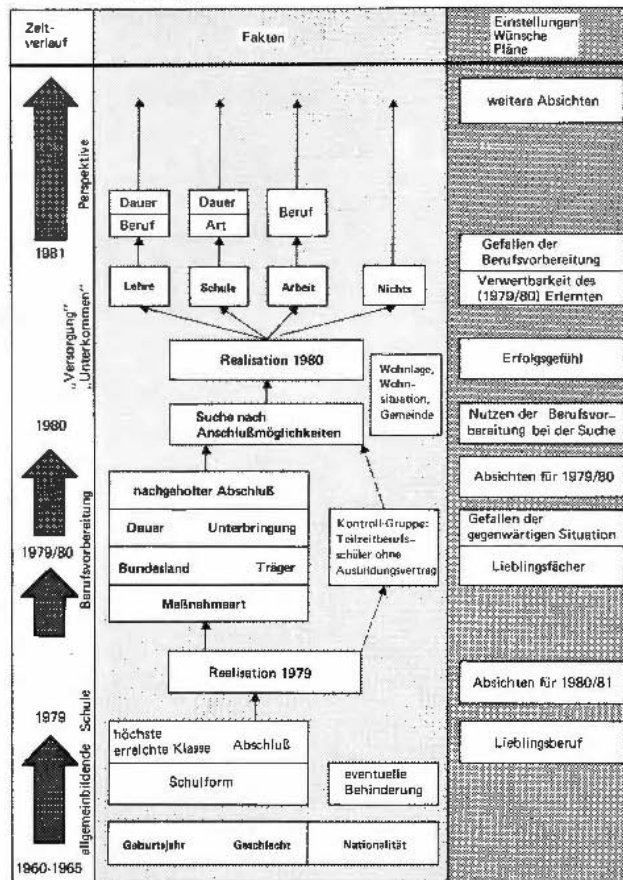 Zeit-
verlauf
Fakten
Einstellungen
Wünsche
Pläne
weitere Absichten
Perspektive
Dauer
Beruf
Dauer
Art
Beruf
1981
Gefallen der
Berufsvorbereitung
Lehre
Schule
Arbeit
Nichts
Verwertbarkeit des
(1979/80) Erlernten
„Versorgung"
„Unterkommen"
Realisation 1980
Wohnlage,
Wohn-
situation,
Gemeinde
Erfolgsgefühl
1980
Suche nach
Anschlußmöglichkeiten
Nutzen der Berufsvor-
bereitung bei der Suche
Berufsvorbereitung
nachgeholter Abschluß
Absichten für 1979/80
Dauer Unterbringung
Kontroll-Gruppe:
Teilzeitberufs-
schüler ohne
Ausbildungsvertrag
Gefallen der
gegenwärtigen Situation
1979/80
Bundesland Träger
Lieblingsfächer
Maßnahmeart
Realisation 1979
Absichten für 1980/81
1979
allgemeinbildende Schule
höchste
erreichte Klasse Abschluß
Lieblingsberuf
Schulform
eventuelle
Behinderung
Geburtsjahr Geschlecht Nationalität
1960-1965